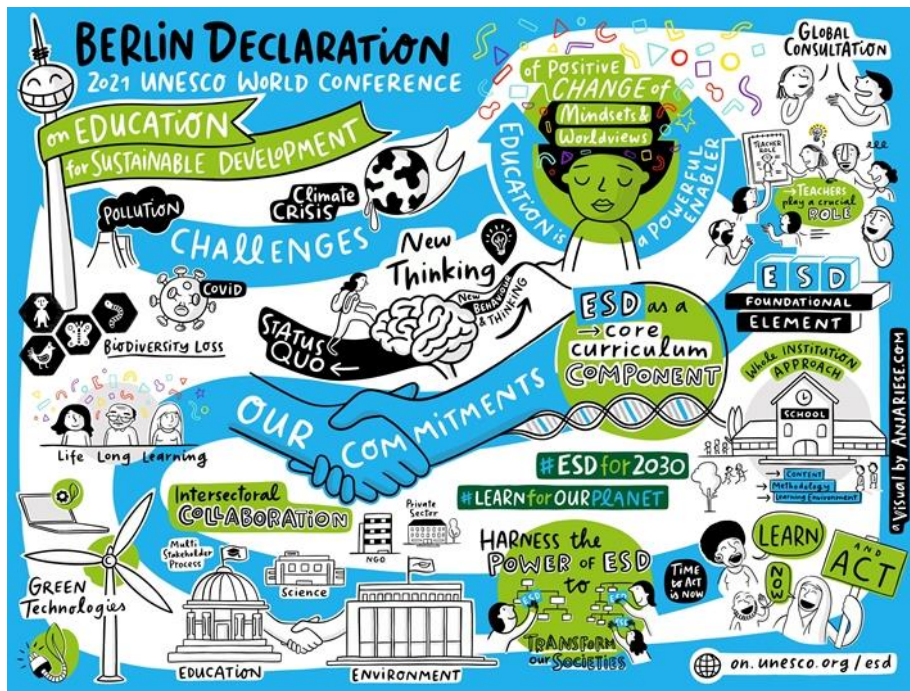 BERLIN DECLARATION
2021 UNESCO WORLD CONFERENCE
on EDUCATION
for SUSTAINABLE DEVELOPMENT
of POSITIVE
CHANGE of
Mindsets &
Worldviews
EDUCATION is
a POWERFUL
ENABLER
GLOBAL
CONSULTATION
TEACHER
ROLE
→ TEACHERS
play a crucial
ROLE
POLLUTION
Climate
CRISIS
CHALLENGES
COVID
BiODiVERSiTY LOSS
New
Thinking
New
BEHAVIOUR
& THINKING
STATUS
QUO
ESD as a
→ core
curriculum
COMPONENT
ESD
FOUNDATIONAL
ELEMENT
Whole INSTITUTION
APPROACH
SCHOOL
→ CONTENT
→ Methodology
→ Learning Environment
a Visual by ANJARIESE.COM
OUR COMMITMENTS
Life Long Learning
#ESDfor2030
#LEARNforOURPLANET
Intersectoral
COLLABORATION
Multi
Stakeholder
Process
Science
NGO
Private
Sector
GREEN
Technologies
EDUCATION
ENVIRONMENT
HARNESS the
POWER of ESD
to
ESD
TRANSFORM
our SOCIETIES
TIME
to ACT
is NOW
LEARN
NOW
AND
ACT
on.unesco.org/esd